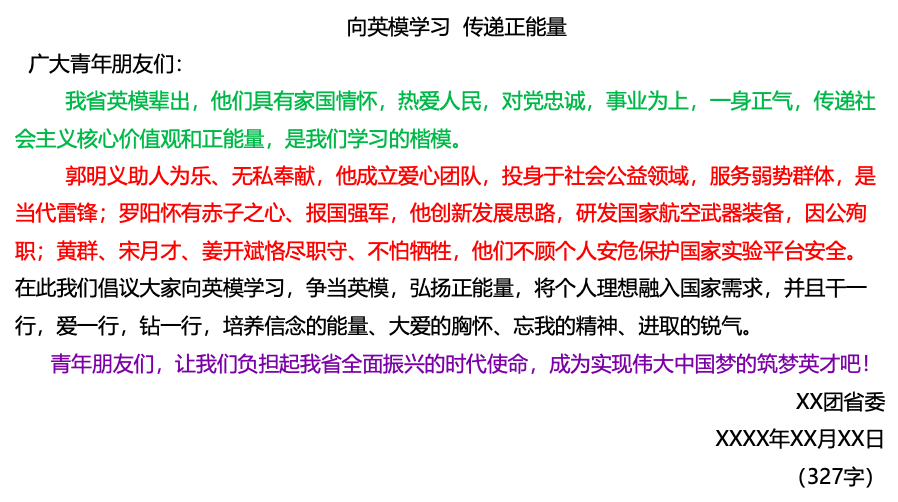 向英模学习 传递正能量
广大青年朋友们：
我省英模辈出，他们具有家国情怀，热爱人民，对党忠诚，事业为上，一身正气，传递社
会主义核心价值观和正能量，是我们学习的楷模。
郭明义助人为乐、无私奉献，他成立爱心团队，投身于社会公益领域，服务弱势群体，是
当代雷锋；罗阳怀有赤子之心、报国强军，他创新发展思路，研发国家航空武器装备，因公殉
职；黄群、宋月才、姜开斌恪尽职守、不怕牺牲，他们不顾个人安危保护国家实验平台安全。
在此我们倡议大家向英模学习，争当英模，弘扬正能量，将个人理想融入国家需求，并且干一
行，爱一行，钻一行，培养信念的能量、大爱的胸怀、忘我的精神、进取的锐气。
青年朋友们，让我们负担起我省全面振兴的时代使命，成为实现伟大中国梦的筑梦英才吧！
XX团省委
XXXX年XX月XX日
（327字）